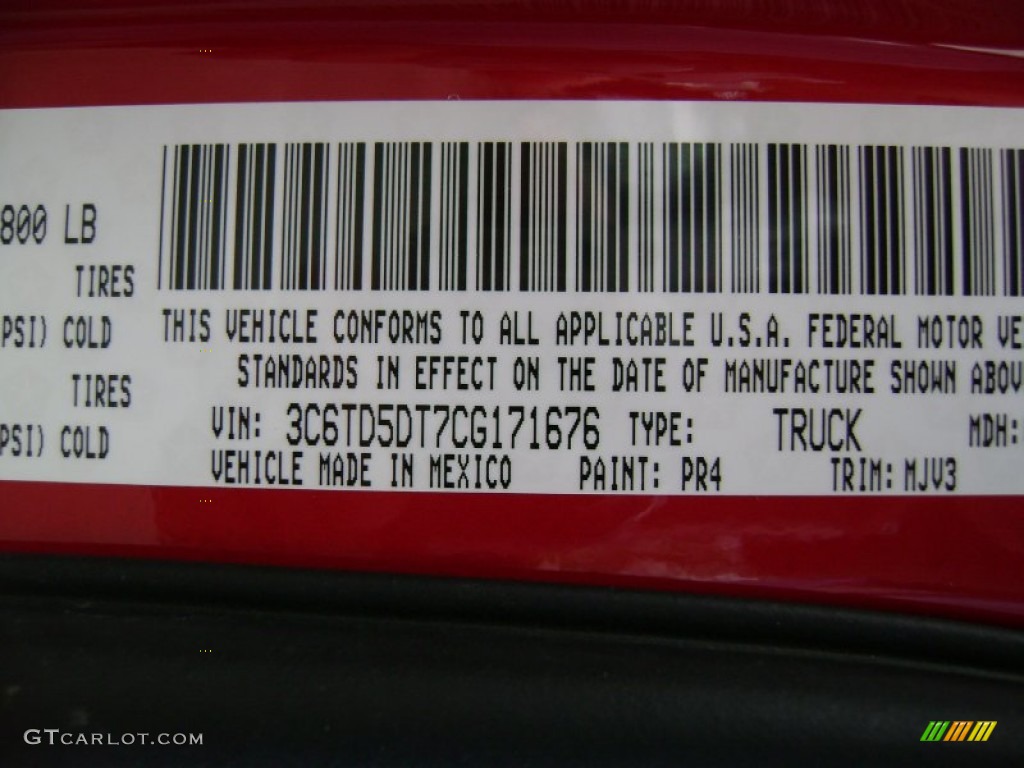 800 LB
TIRES
PSI) COLD
TIRES
PSI) COLD
THIS VEHICLE CONFORMS TO ALL APPLICABLE U.S.A. FEDERAL MOTOR VE
STANDARDS IN EFFECT ON THE DATE OF MANUFACTURE SHOWN ABOV
VIN: 3C6TD5DT7CG171676 TYPE: TRUCK MDH:
VEHICLE MADE IN MEXICO PAINT: PR4 TRIM: MJV3
GTCARLOT.COM